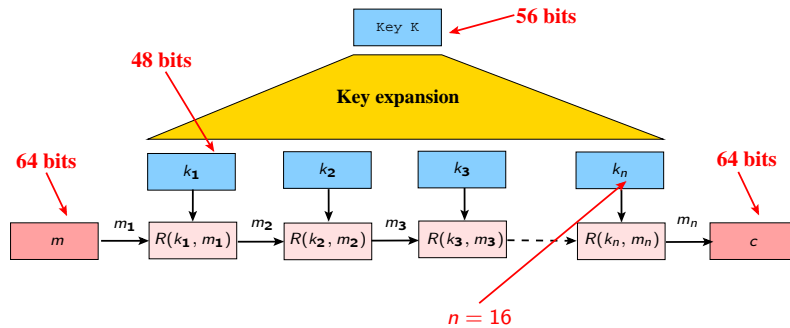 Key K
56 bits
48 bits
Key expansion
64 bits
k₁
k₂
k₃
kₙ
64 bits
m
m₁
R(k₁, m₁)
m₂
R(k₂, m₂)
m₃
R(k₃, m₃)
R(kₙ, mₙ)
mₙ
c
n = 16